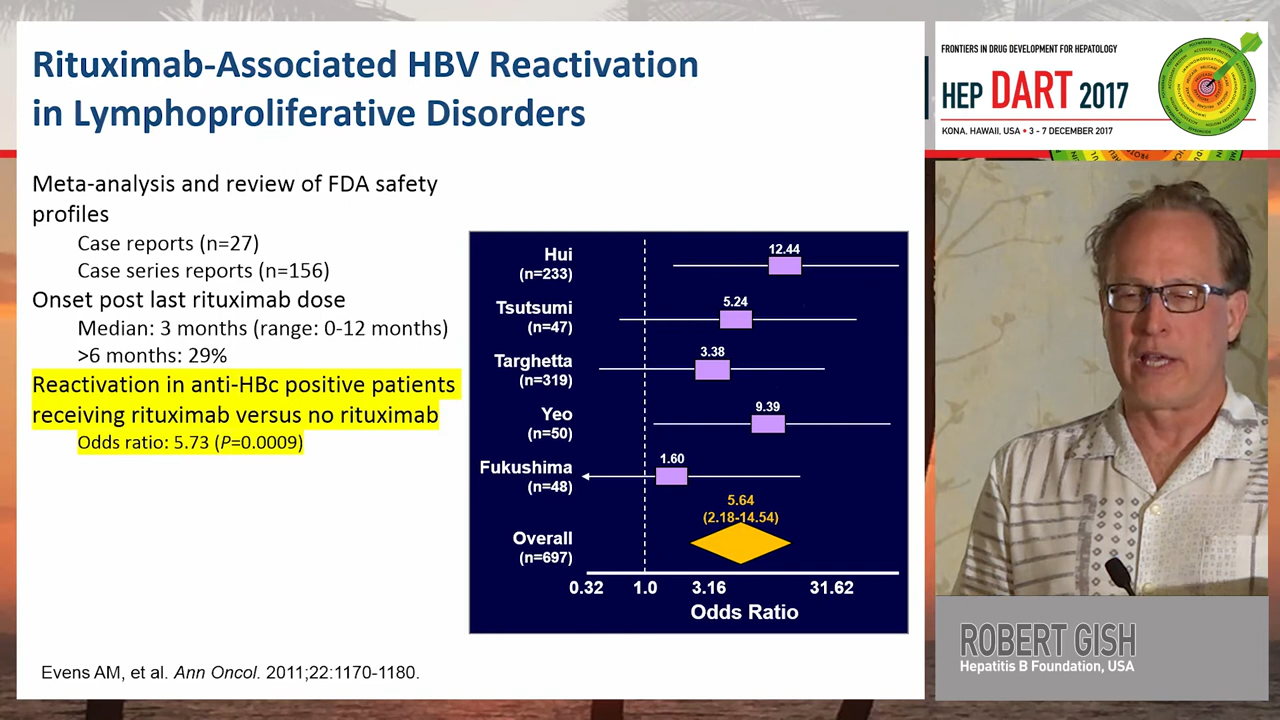 Rituximab-Associated HBV Reactivation
in Lymphoproliferative Disorders
Meta-analysis and review of FDA safety
profiles
Case reports (n=27)
Case series reports (n=156)
Onset post last rituximab dose
Median: 3 months (range: 0-12 months)
>6 months: 29%
Reactivation in anti-HBc positive patients
receiving rituximab versus no rituximab
Odds ratio: 5.73 (P=0.0009)
Hui
(n=233)
12.44
Tsutsumi
(n=47)
5.24
Targhetta
(n=319)
3.38
Yeo
(n=50)
9.39
Fukushima
(n=48)
1.60
5.64
(2.18-14.54)
Overall
(n=697)
0.32 1.0 3.16 31.62
Odds Ratio
Evens AM, et al. Ann Oncol. 2011;22:1170-1180.
FRONTIERS IN DRUG DEVELOPMENT FOR HEPATOLOGY
HEP DART 2017
KONA, HAWAII, USA • 3 - 7 DECEMBER 2017
ROBERT GISH
Hepatitis B Foundation, USA